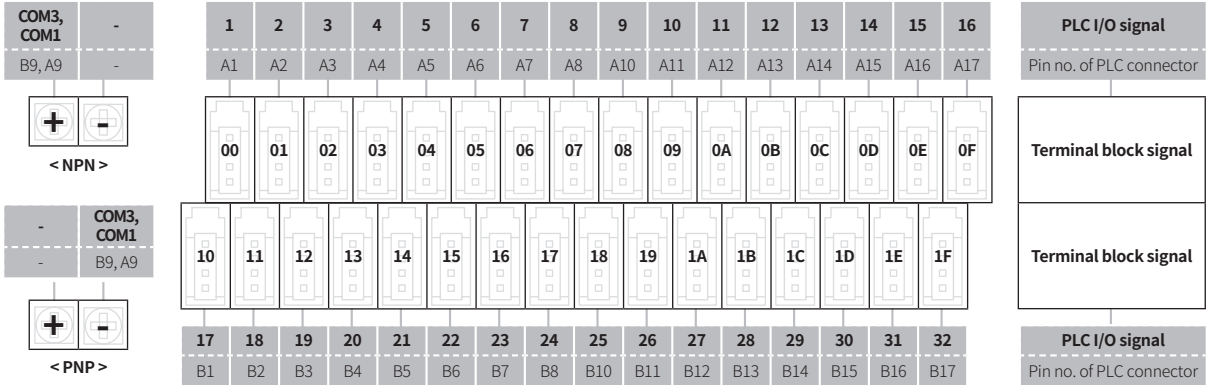 COM3, COM1 -
B9, A9 -
+ -
< NPN >
1 2 3 4 5 6 7 8 9 10 11 12 13 14 15 16
A1 A2 A3 A4 A5 A6 A7 A8 A10 A11 A12 A13 A14 A15 A16 A17
00 01 02 03 04 05 06 07 08 09 0A 0B 0C 0D 0E 0F
PLC I/O signal
Pin no. of PLC connector
Terminal block signal
- COM3, COM1
- B9, A9
+ -
< PNP >
10 11 12 13 14 15 16 17 18 19 1A 1B 1C 1D 1E 1F
17 18 19 20 21 22 23 24 25 26 27 28 29 30 31 32
B1 B2 B3 B4 B5 B6 B7 B8 B10 B11 B12 B13 B14 B15 B16 B17
Terminal block signal
PLC I/O signal
Pin no. of PLC connector